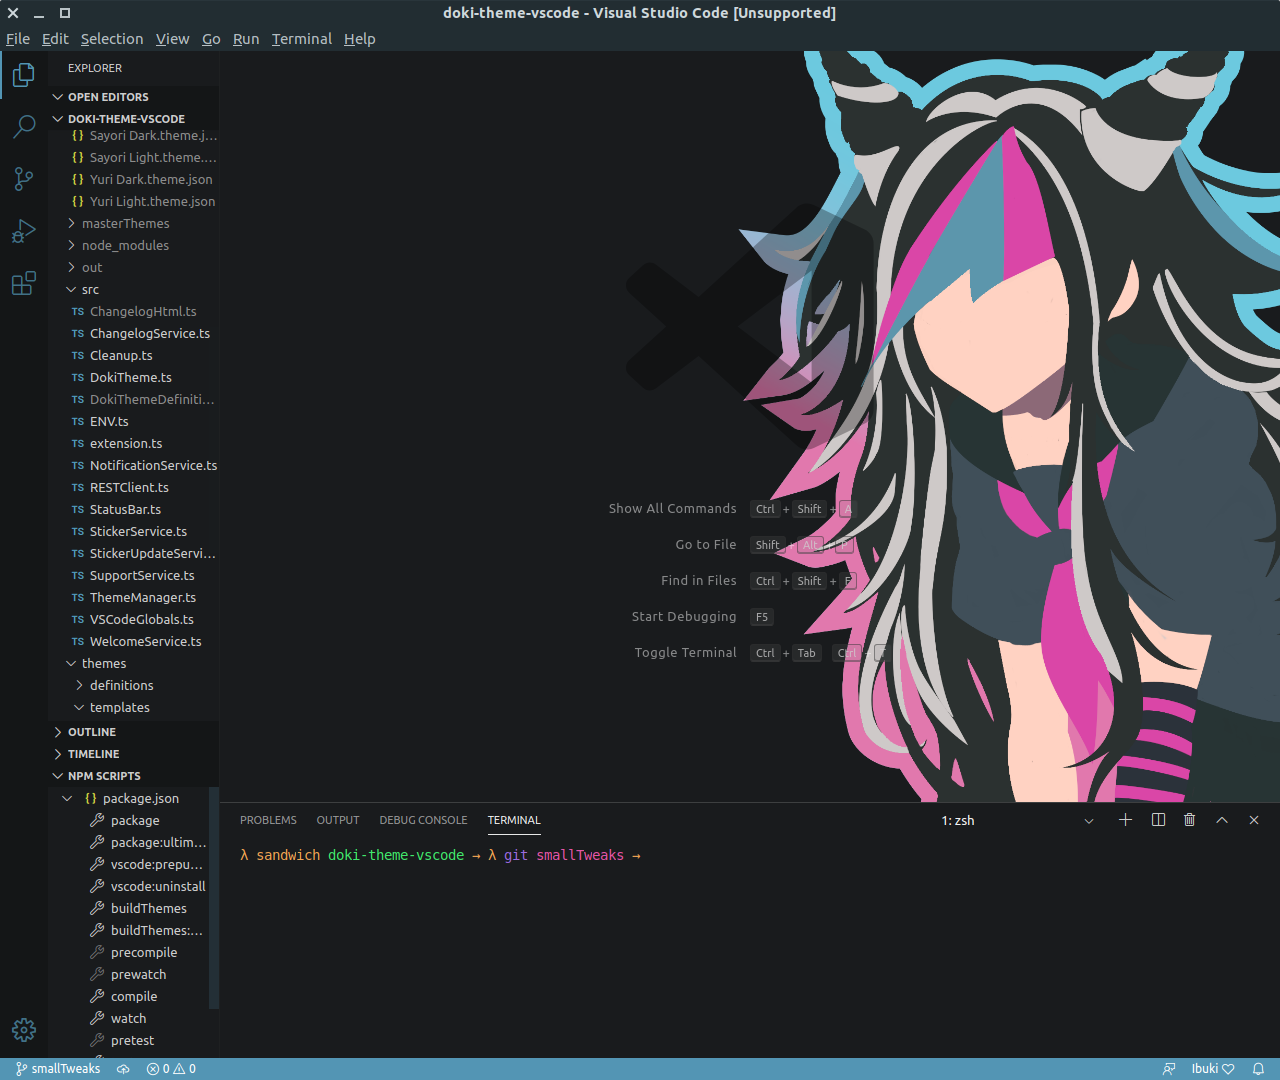 doki-theme-vscode - Visual Studio Code [Unsupported]
File Edit Selection View Go Run Terminal Help
EXPLORER
OPEN EDITORS
DOKI-THEME-VSCODE
{} Sayori Dark.theme.j...
{} Sayori Light.theme....
{} Yuri Dark.theme.json
{} Yuri Light.theme.json
masterThemes
node_modules
out
src
TS ChangelogHtml.ts
TS ChangelogService.ts
TS Cleanup.ts
TS DokiTheme.ts
TS DokiThemeDefiniti...
TS ENV.ts
TS extension.ts
TS NotificationService.ts
TS RESTClient.ts
TS StatusBar.ts
TS StickerService.ts
TS StickerUpdateServi...
TS SupportService.ts
TS ThemeManager.ts
TS VSCodeGlobals.ts
TS WelcomeService.ts
themes
definitions
templates
OUTLINE
TIMELINE
NPM SCRIPTS
{} package.json
package
package:ultim...
vscode:prepu...
vscode:uninstall
buildThemes
buildThemes:...
precompile
prewatch
compile
watch
pretest
Show All Commands Ctrl + Shift + A
Go to File Shift + Alt + P
Find in Files Ctrl + Shift + F
Start Debugging F5
Toggle Terminal Ctrl + Tab Ctrl + T
PROBLEMS OUTPUT DEBUG CONSOLE TERMINAL 1: zsh
λ sandwich doki-theme-vscode → λ git smallTweaks →
smallTweaks 0 0 Ibuki ♡